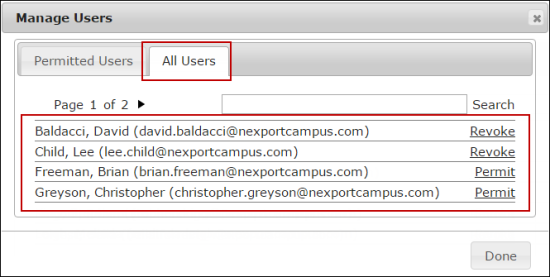 Manage Users
Permitted Users All Users
Page 1 of 2 Search
Baldacci, David (david.baldacci@nexportcampus.com) Revoke
Child, Lee (lee.child@nexportcampus.com) Revoke
Freeman, Brian (brian.freeman@nexportcampus.com) Permit
Greyson, Christopher (christopher.greyson@nexportcampus.com) Permit
Done